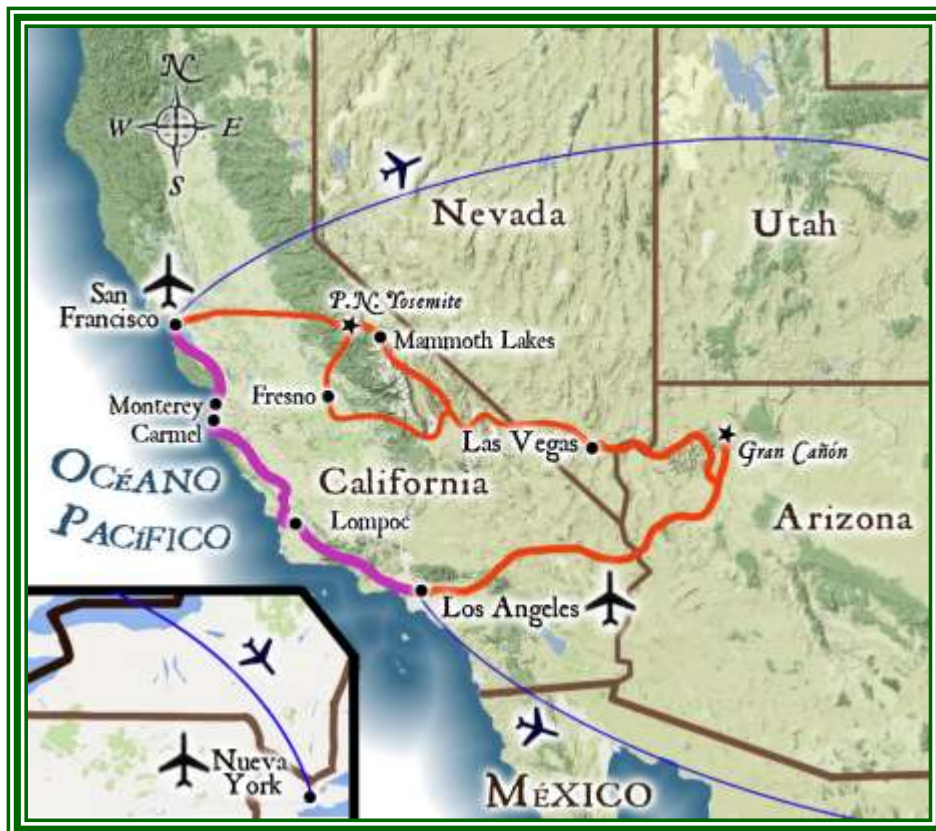 N
W E
S
Nevada
Utah
San
Francisco
P.N. Yosemite
Mammoth Lakes
Fresno
Monterey
Carmel
Las Vegas
Gran Cañón
OCÉANO
PACÍFICO
California
Lompoc
Arizona
Los Angeles
Nueva
York
MÉXICO